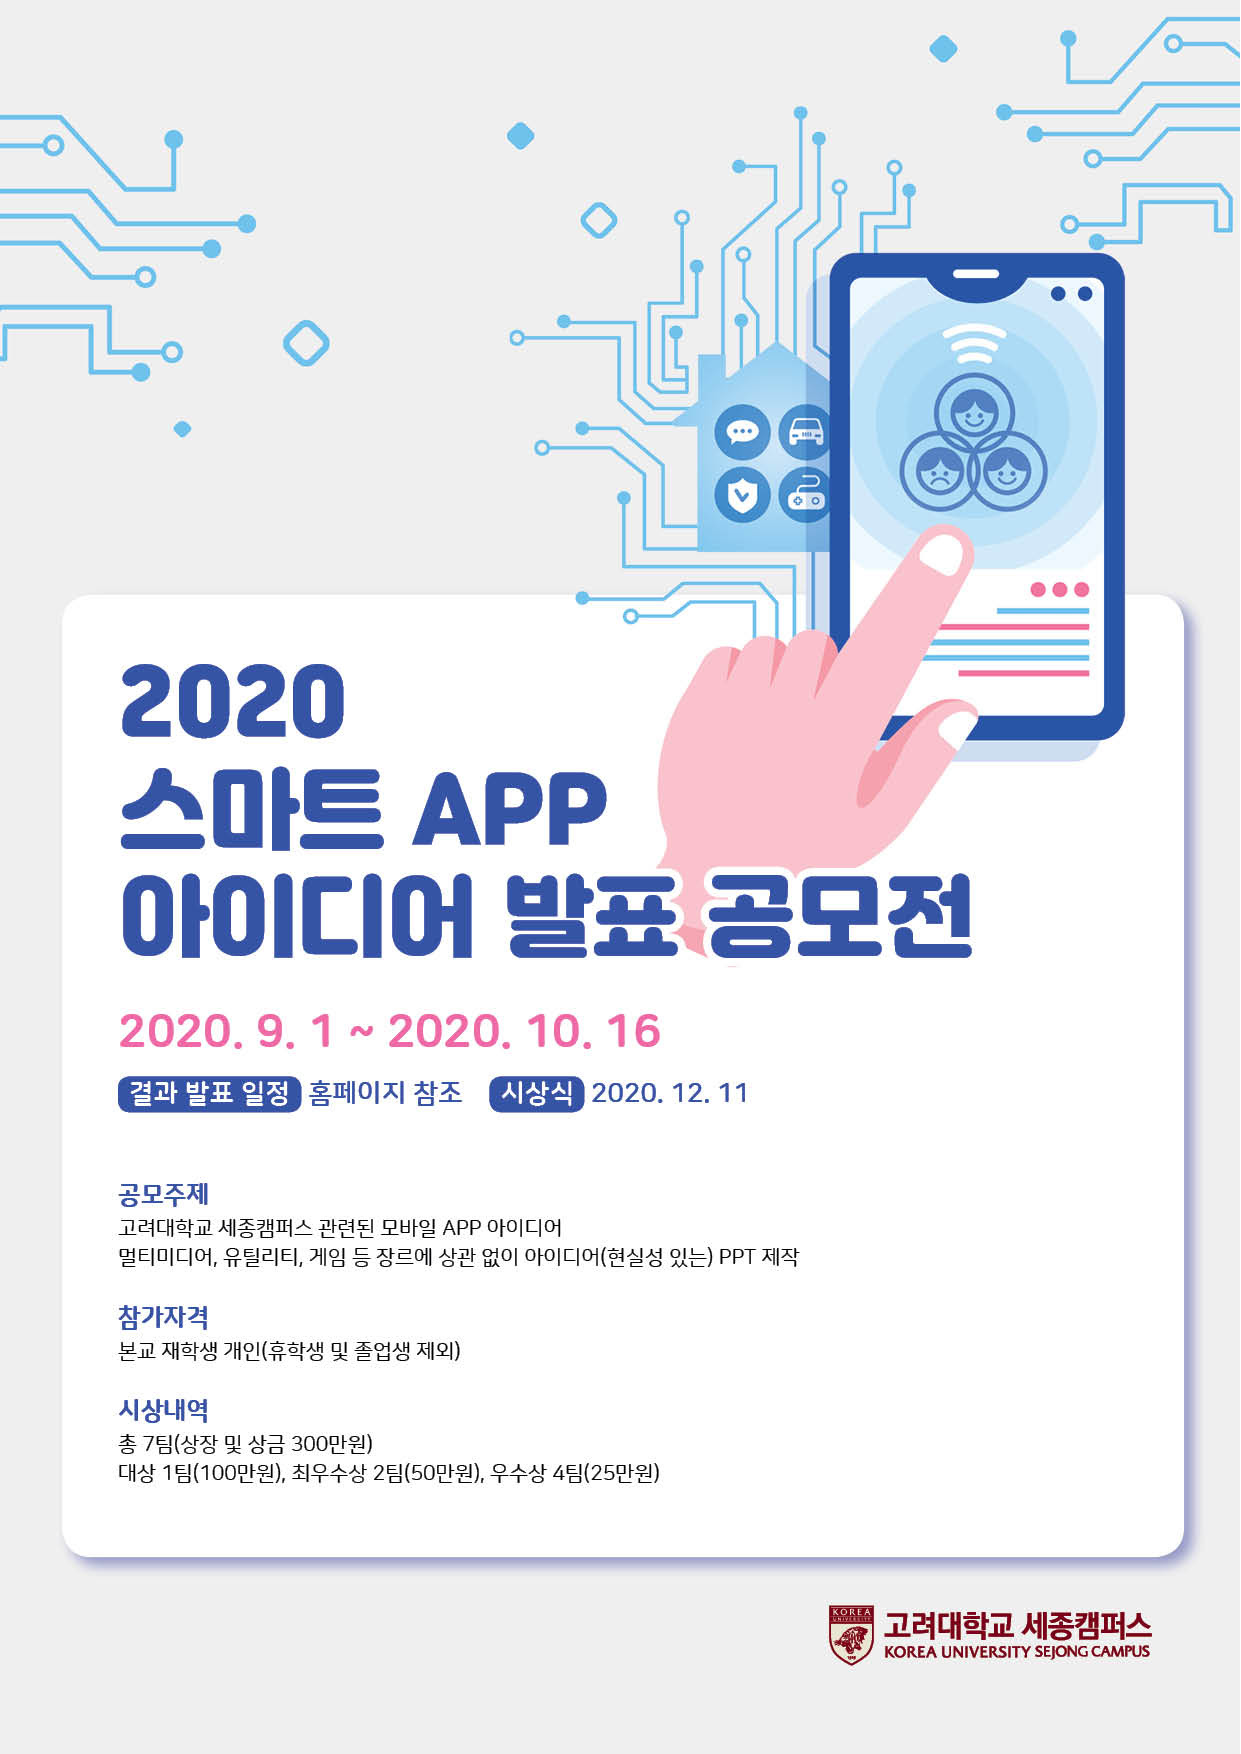 2020
스마트 APP
아이디어 발표 공모전
2020. 9. 1 ~ 2020. 10. 16
결과 발표 일정 홈페이지 참조 시상식 2020. 12. 11
공모주제
고려대학교 세종캠퍼스 관련된 모바일 APP 아이디어
멀티미디어, 유틸리티, 게임 등 장르에 상관 없이 아이디어(현실성 있는) PPT 제작
참가자격
본교 재학생 개인(휴학생 및 졸업생 제외)
시상내역
총 7팀(상장 및 상금 300만원)
대상 1팀(100만원), 최우수상 2팀(50만원), 우수상 4팀(25만원)
KOREA
UNIVERSITY
고려대학교 세종캠퍼스
KOREA UNIVERSITY SEJONG CAMPUS